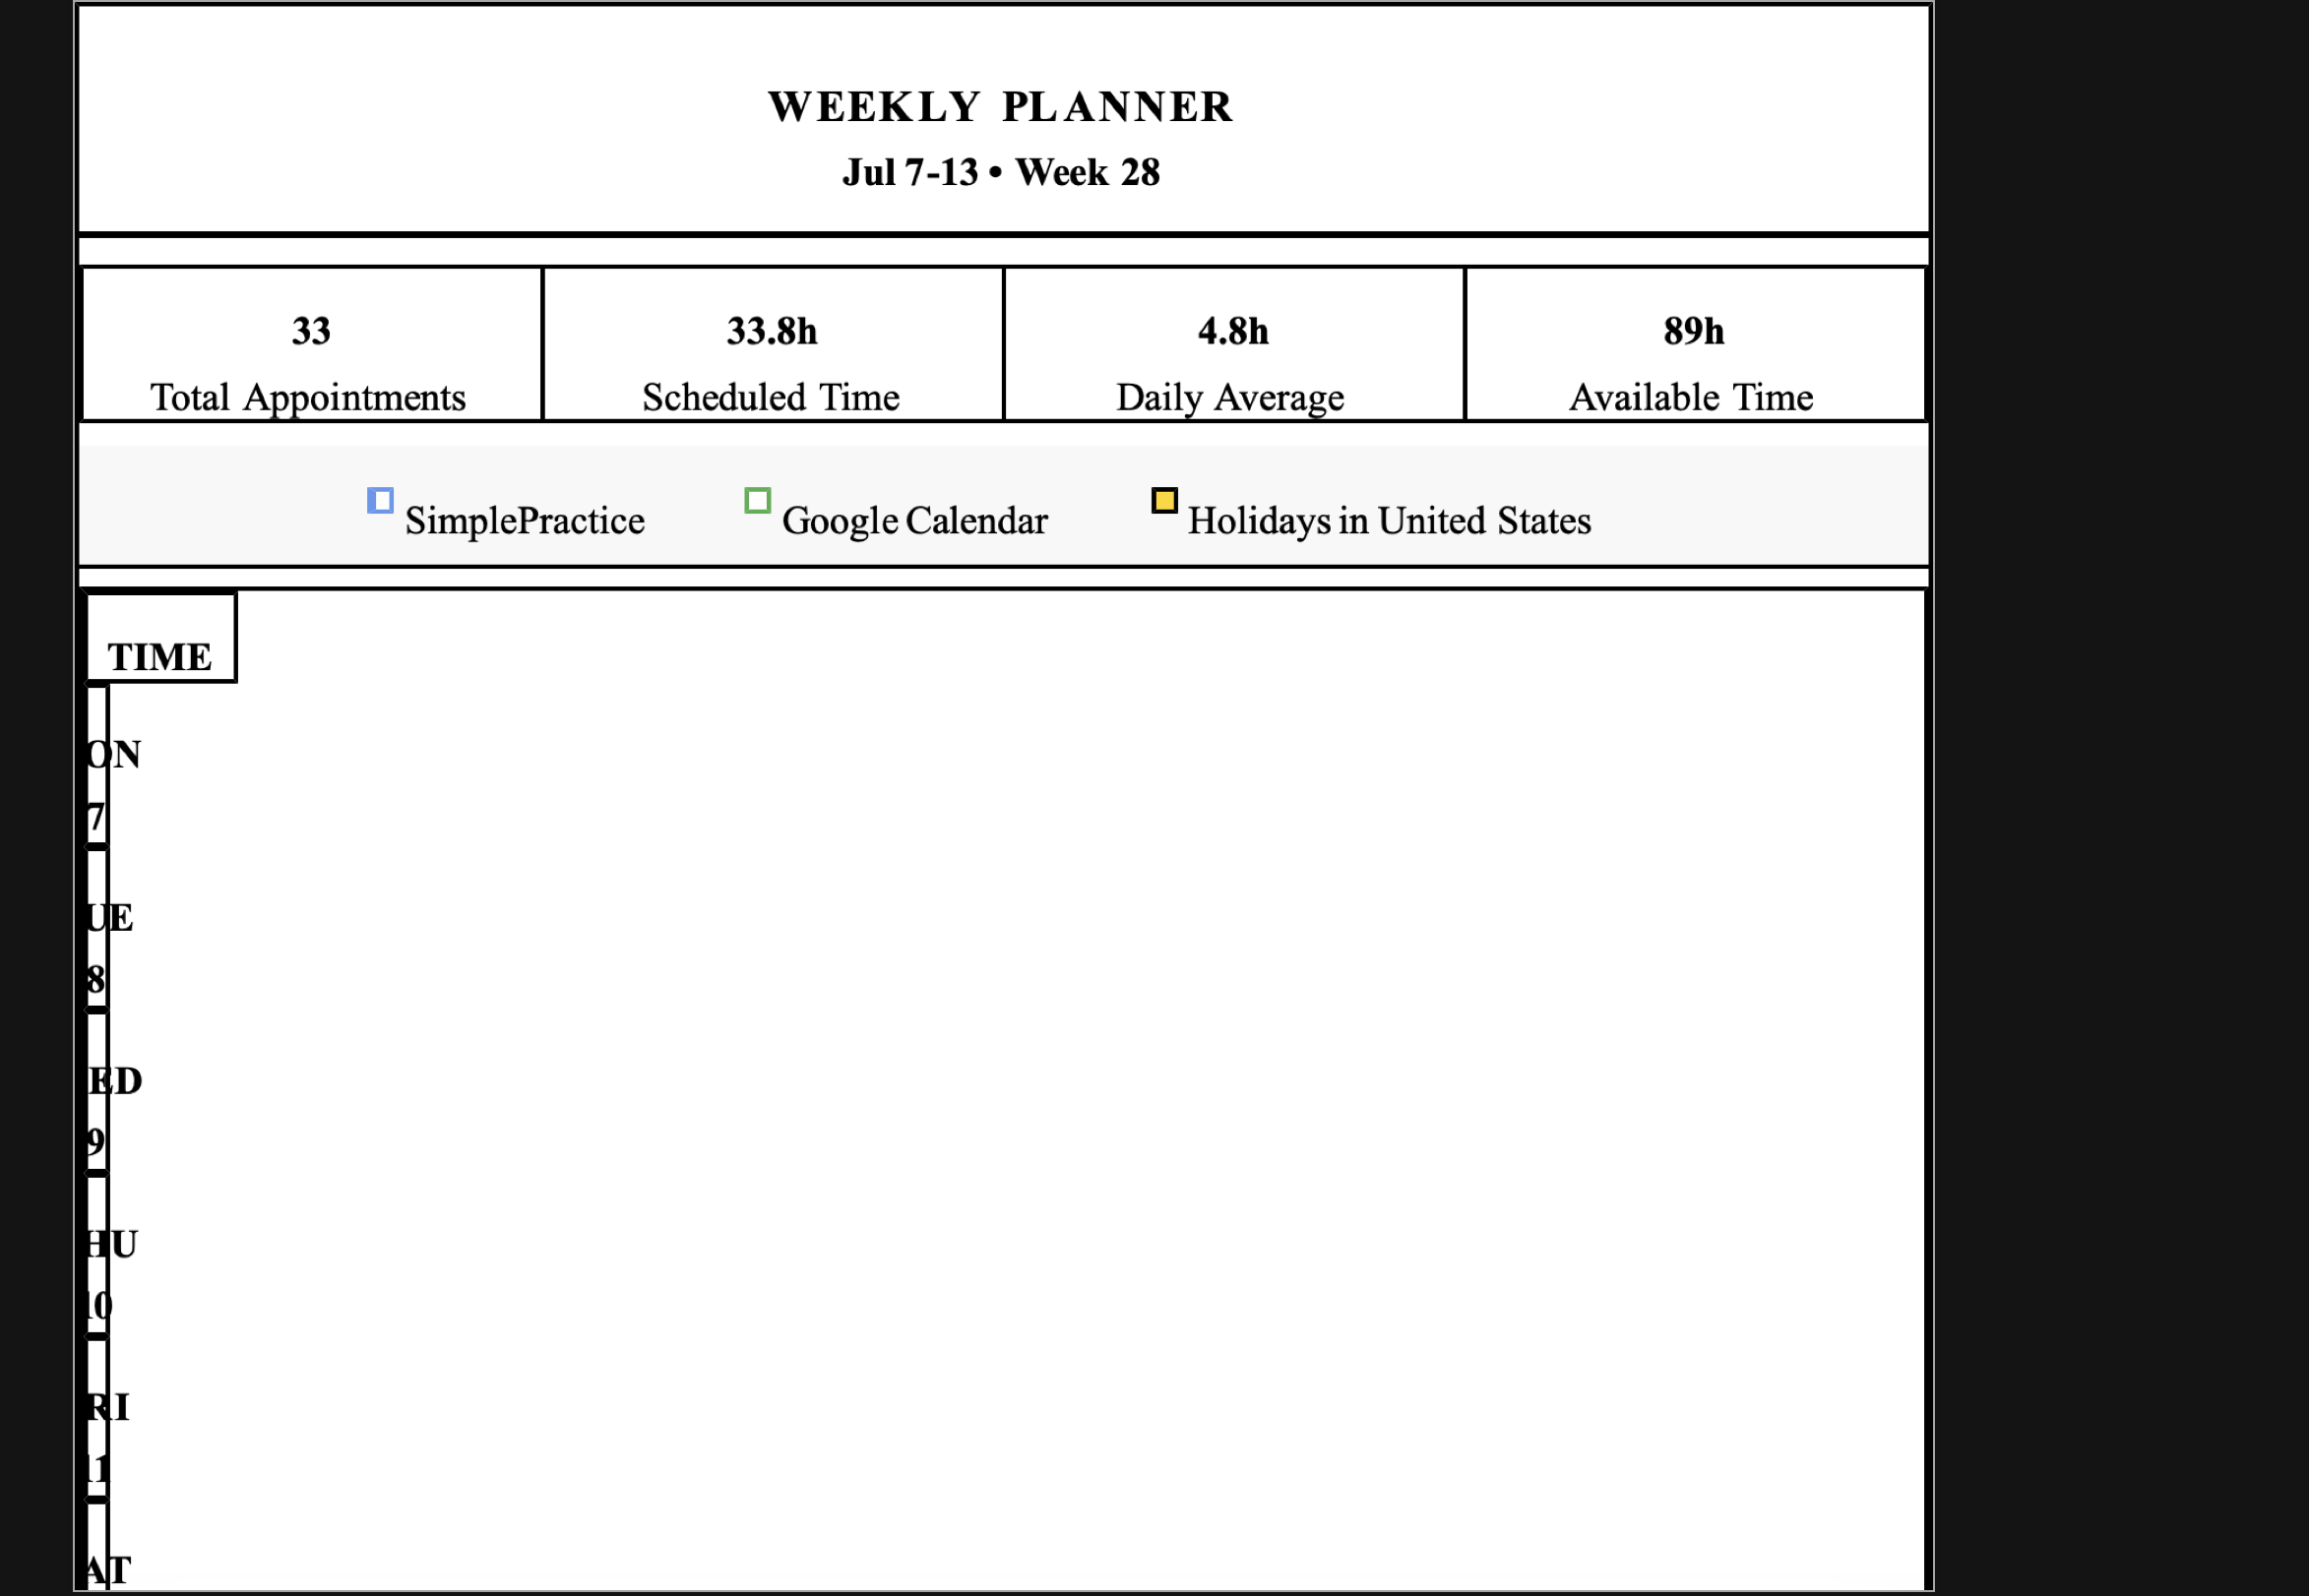 WEEKLY PLANNER
Jul 7-13 • Week 28
33
Total Appointments
33.8h
Scheduled Time
4.8h
Daily Average
89h
Available Time
SimplePractice
Google Calendar
Holidays in United States
TIME
ON
7
UE
8
ED
9
HU
10
RI
11
AT